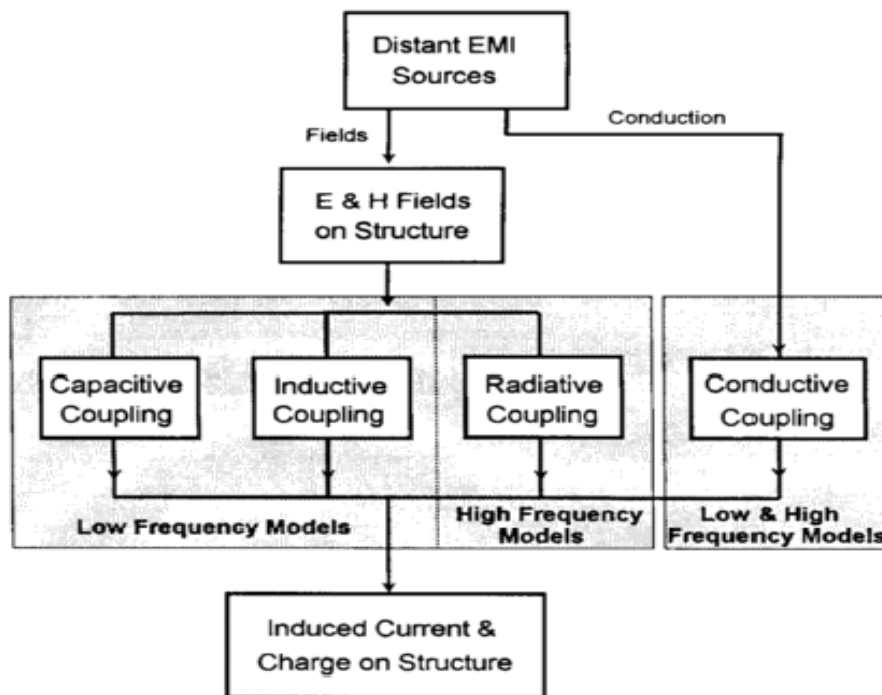 Distant EMI
Sources
Fields
Conduction
E & H Fields
on Structure
Capacitive
Coupling
Inductive
Coupling
Radiative
Coupling
Conductive
Coupling
Low Frequency Models
High Frequency
Models
Low & High
Frequency Models
Induced Current &
Charge on Structure